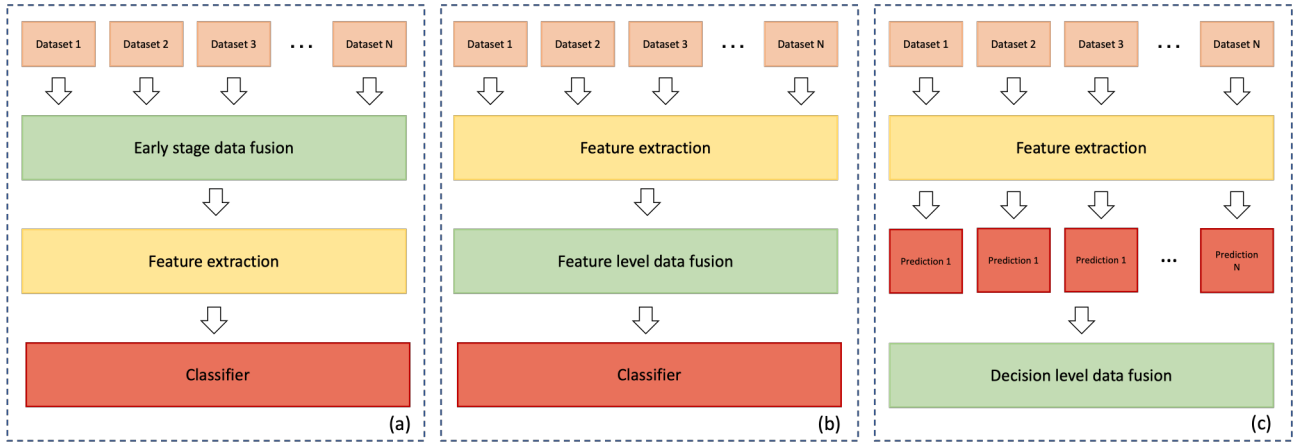 Dataset 1 Dataset 2 Dataset 3 ... Dataset N
Early stage data fusion
Feature extraction
Classifier
(a)
Dataset 1 Dataset 2 Dataset 3 ... Dataset N
Feature extraction
Feature level data fusion
Classifier
(b)
Dataset 1 Dataset 2 Dataset 3 ... Dataset N
Feature extraction
Prediction 1 Prediction 1 Prediction 1 ... Prediction
N
Decision level data fusion
(c)